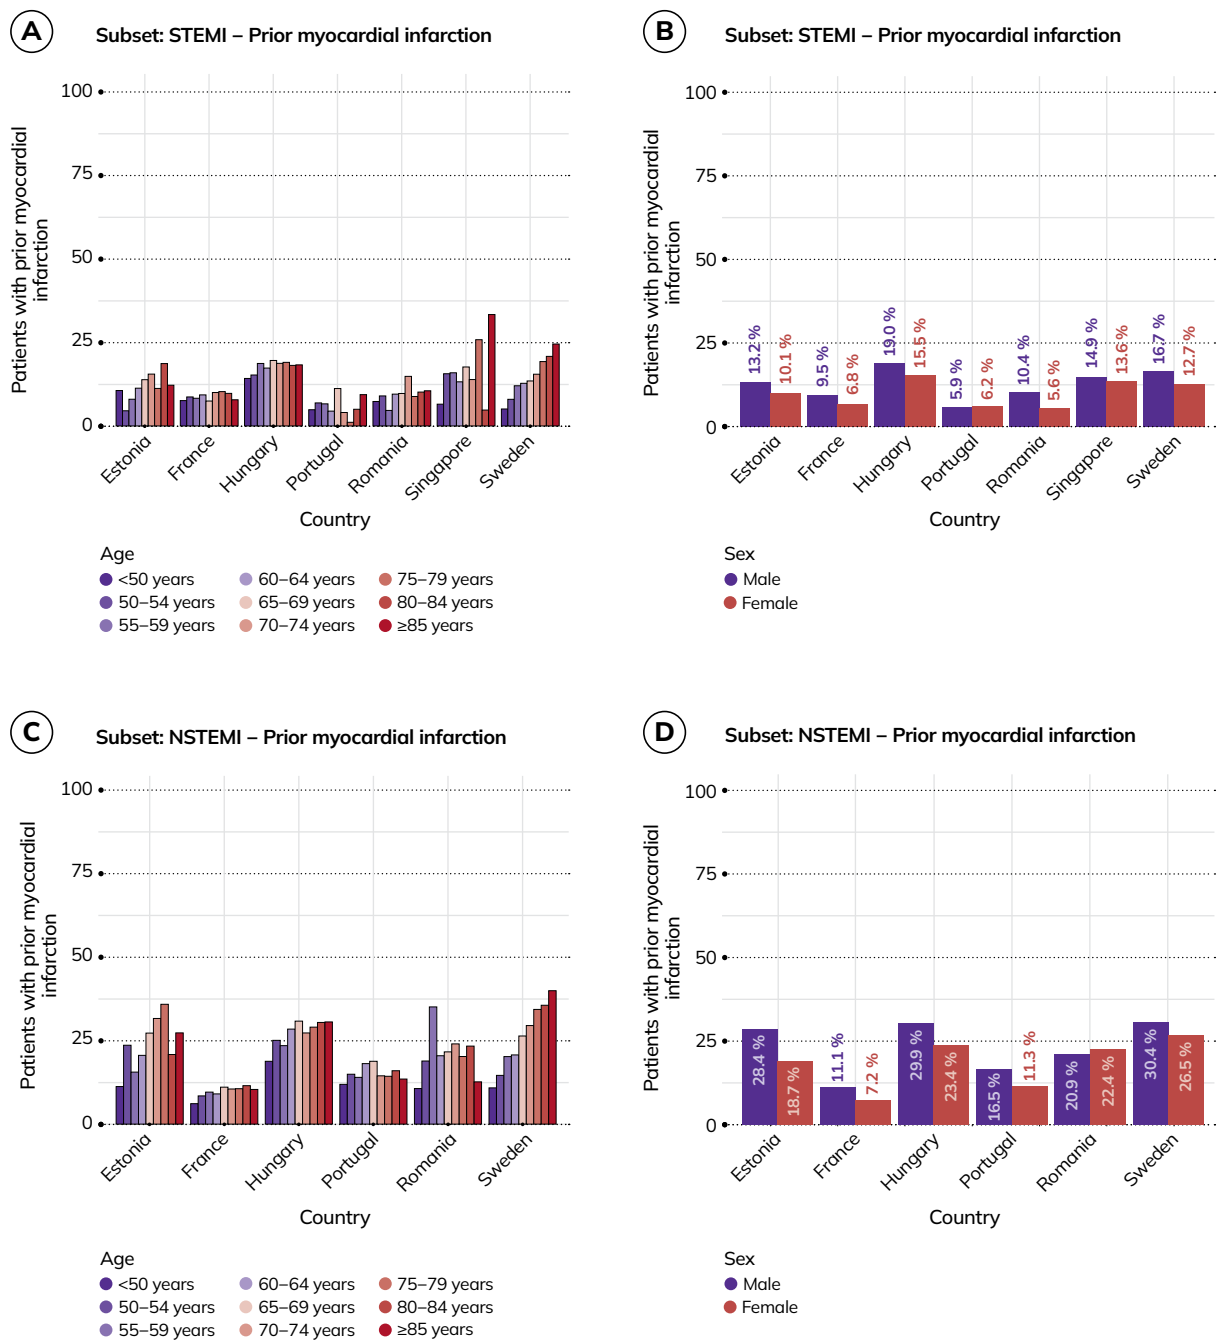 A
Subset: STEMI – Prior myocardial infarction
Patients with prior myocardial
infarction
100
75
50
25
0
Estonia
France
Hungary
Portugal
Romania
Singapore
Sweden
Country
Age
<50 years
60–64 years
75–79 years
50–54 years
65–69 years
80–84 years
55–59 years
70–74 years
≥85 years
B
Subset: STEMI – Prior myocardial infarction
Patients with prior myocardial
infarction
100
75
50
25
0
13.2 %
10.1 %
9.5 %
6.8 %
19.0 %
15.5 %
5.9 %
6.2 %
10.4 %
5.6 %
14.9 %
13.6 %
16.7 %
12.7 %
Estonia
France
Hungary
Portugal
Romania
Singapore
Sweden
Country
Sex
Male
Female
C
Subset: NSTEMI – Prior myocardial infarction
Patients with prior myocardial
infarction
100
75
50
25
0
Estonia
France
Hungary
Portugal
Romania
Sweden
Country
Age
<50 years
60–64 years
75–79 years
50–54 years
65–69 years
80–84 years
55–59 years
70–74 years
≥85 years
D
Subset: NSTEMI – Prior myocardial infarction
Patients with prior myocardial
infarction
100
75
50
25
0
28.4 %
18.7 %
11.1 %
7.2 %
29.9 %
23.4 %
16.5 %
11.3 %
20.9 %
22.4 %
30.4 %
26.5 %
Estonia
France
Hungary
Portugal
Romania
Sweden
Country
Sex
Male
Female